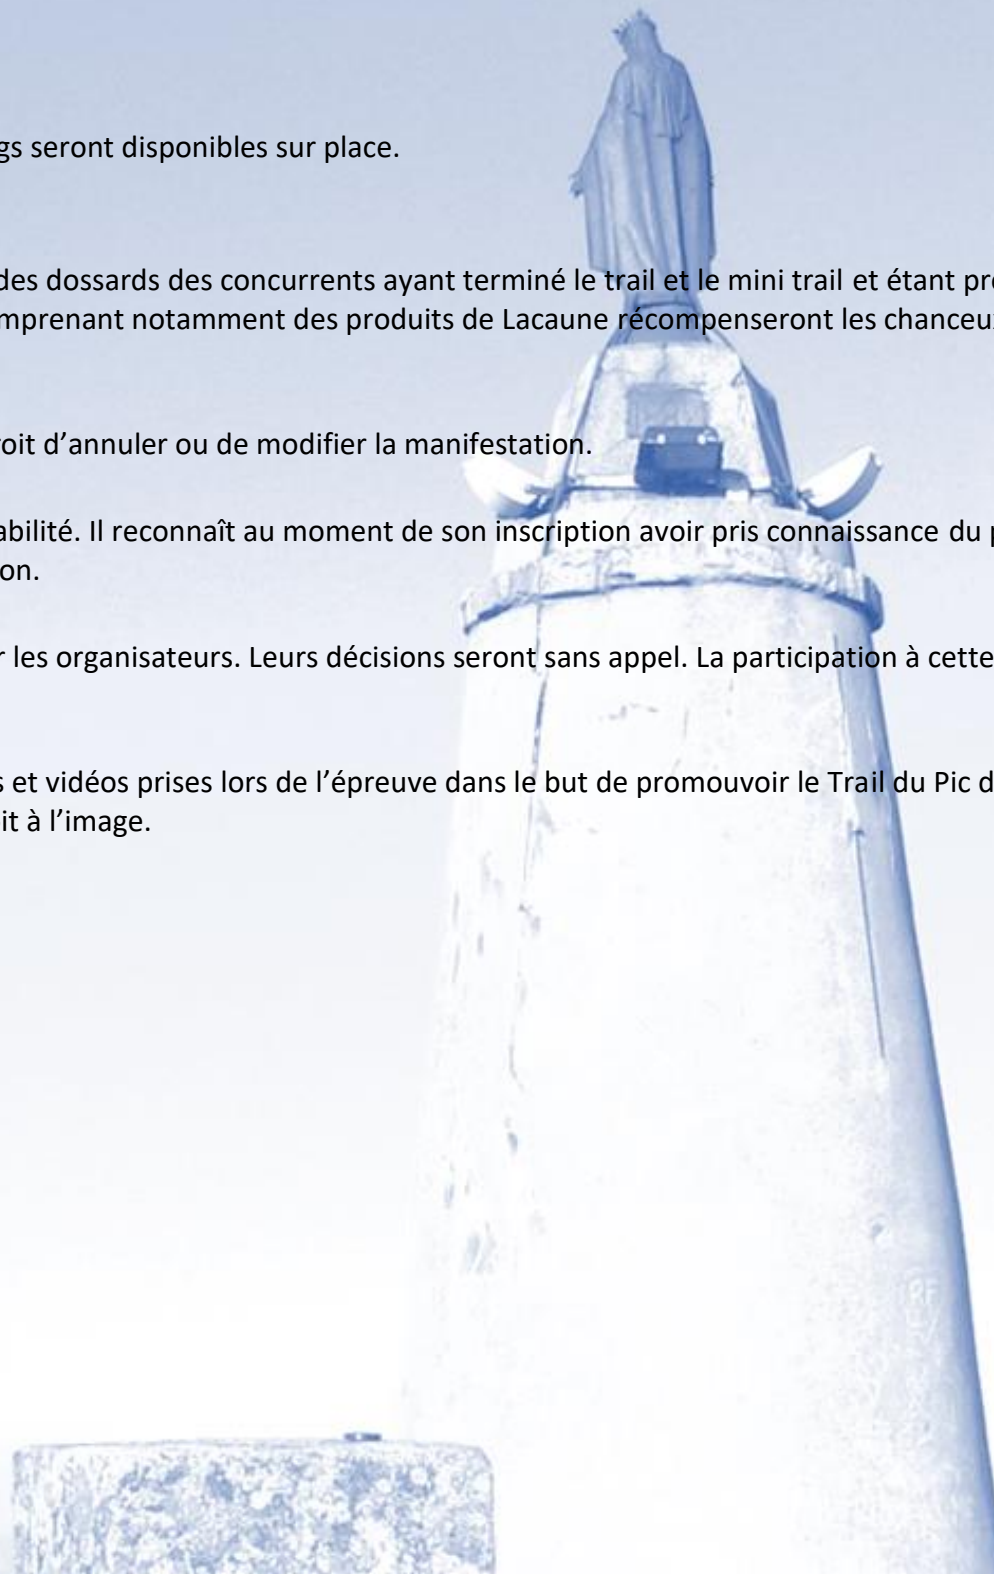 gs seront disponibles sur place.
des dossards des concurrents ayant terminé le trail et le mini trail et étant pr
mprenant notamment des produits de Lacaune récompenseront les chanceux
roit d’annuler ou de modifier la manifestation.
abilité. Il reconnaît au moment de son inscription avoir pris connaissance du p
on.
r les organisateurs. Leurs décisions seront sans appel. La participation à cette
s et vidéos prises lors de l’épreuve dans le but de promouvoir le Trail du Pic d
it à l’image.
RF